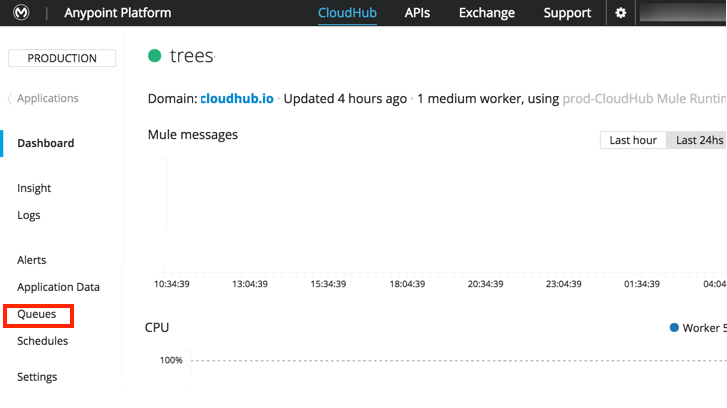 Anypoint Platform CloudHub APIs Exchange Support
PRODUCTION
Applications
Dashboard
Insight
Logs
Alerts
Application Data
Queues
Schedules
Settings
trees
Domain: cloudhub.io · Updated 4 hours ago · 1 medium worker, using prod-CloudHub Mule Runtim
Mule messages
Last hour Last 24hs
10:34:39 13:04:39 15:34:39 18:04:39 20:34:39 23:04:39 01:34:39 04:04
CPU
Worker 5
100%